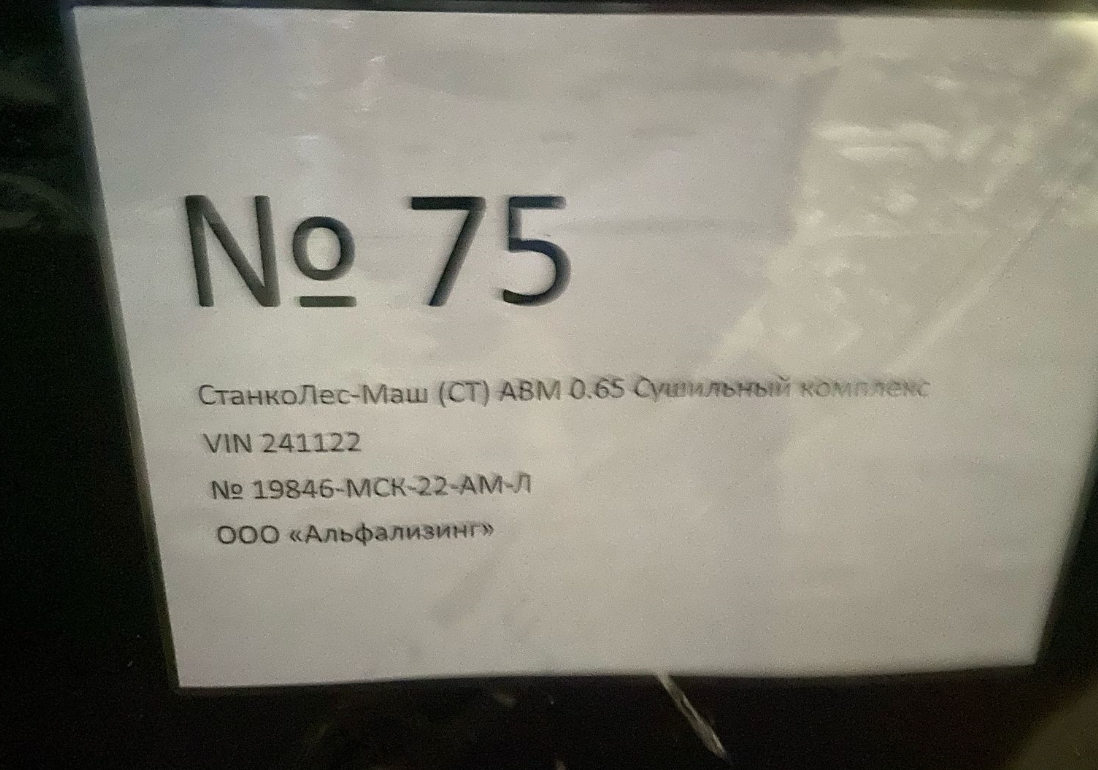 № 75
СтанкоЛес-Маш (СТ) АВМ 0.65 Сушильный комплекс
VIN 241122
№ 19846-МСК-22-АМ-Л
ООО «Альфализинг»